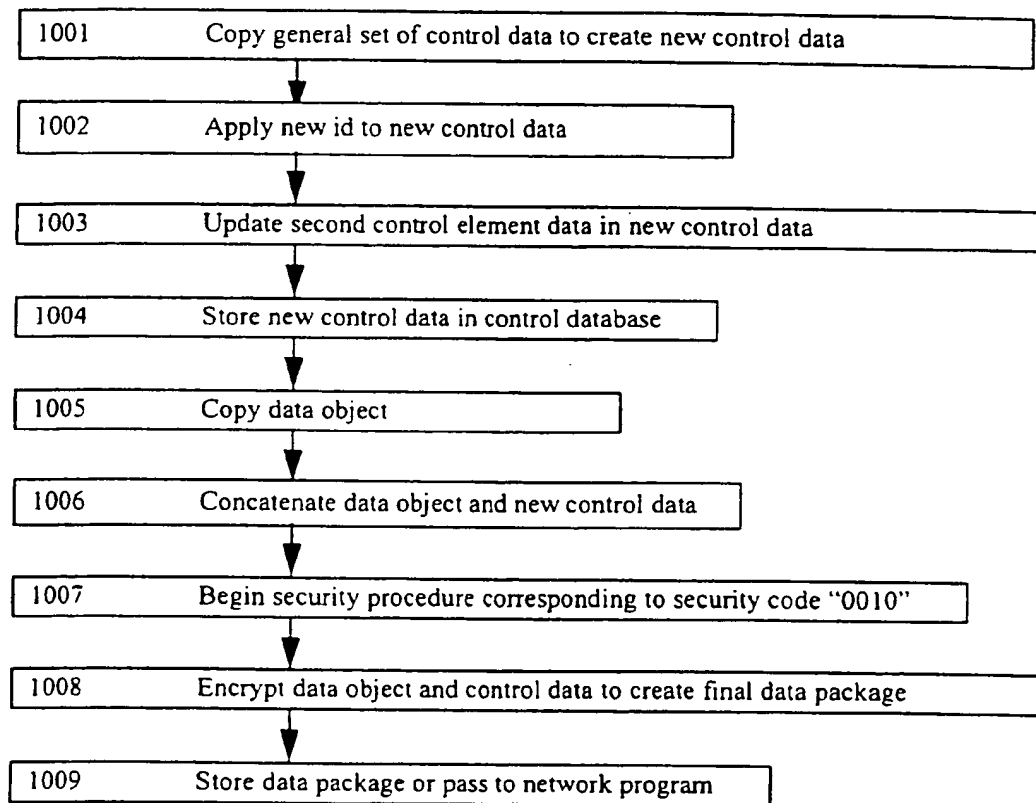 1001 Copy general set of control data to create new control data
1002 Apply new id to new control data
1003 Update second control element data in new control data
1004 Store new control data in control database
1005 Copy data object
1006 Concatenate data object and new control data
1007 Begin security procedure corresponding to security code “0010”
1008 Encrypt data object and control data to create final data package
1009 Store data package or pass to network program